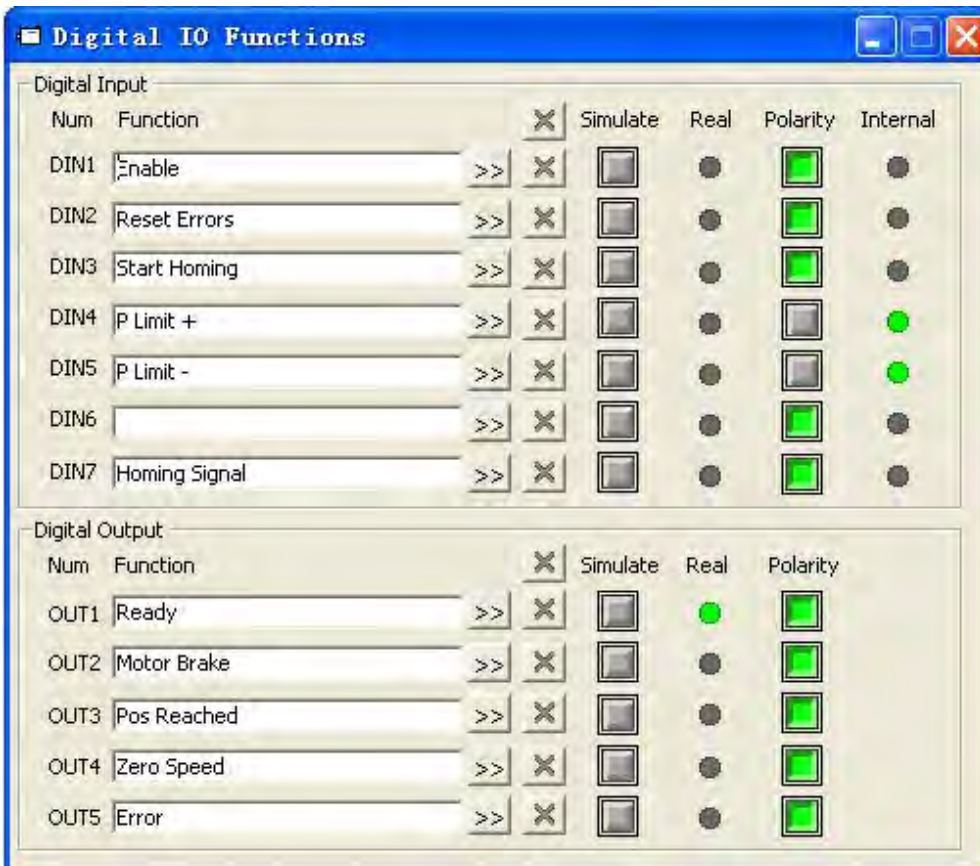 Digital IO Functions
Digital Input
Num Function Simulate Real Polarity Internal
DIN1 Enable >>
DIN2 Reset Errors >>
DIN3 Start Homing >>
DIN4 P Limit + >>
DIN5 P Limit - >>
DIN6 >>
DIN7 Homing Signal >>
Digital Output
Num Function Simulate Real Polarity
OUT1 Ready >>
OUT2 Motor Brake >>
OUT3 Pos Reached >>
OUT4 Zero Speed >>
OUT5 Error >>